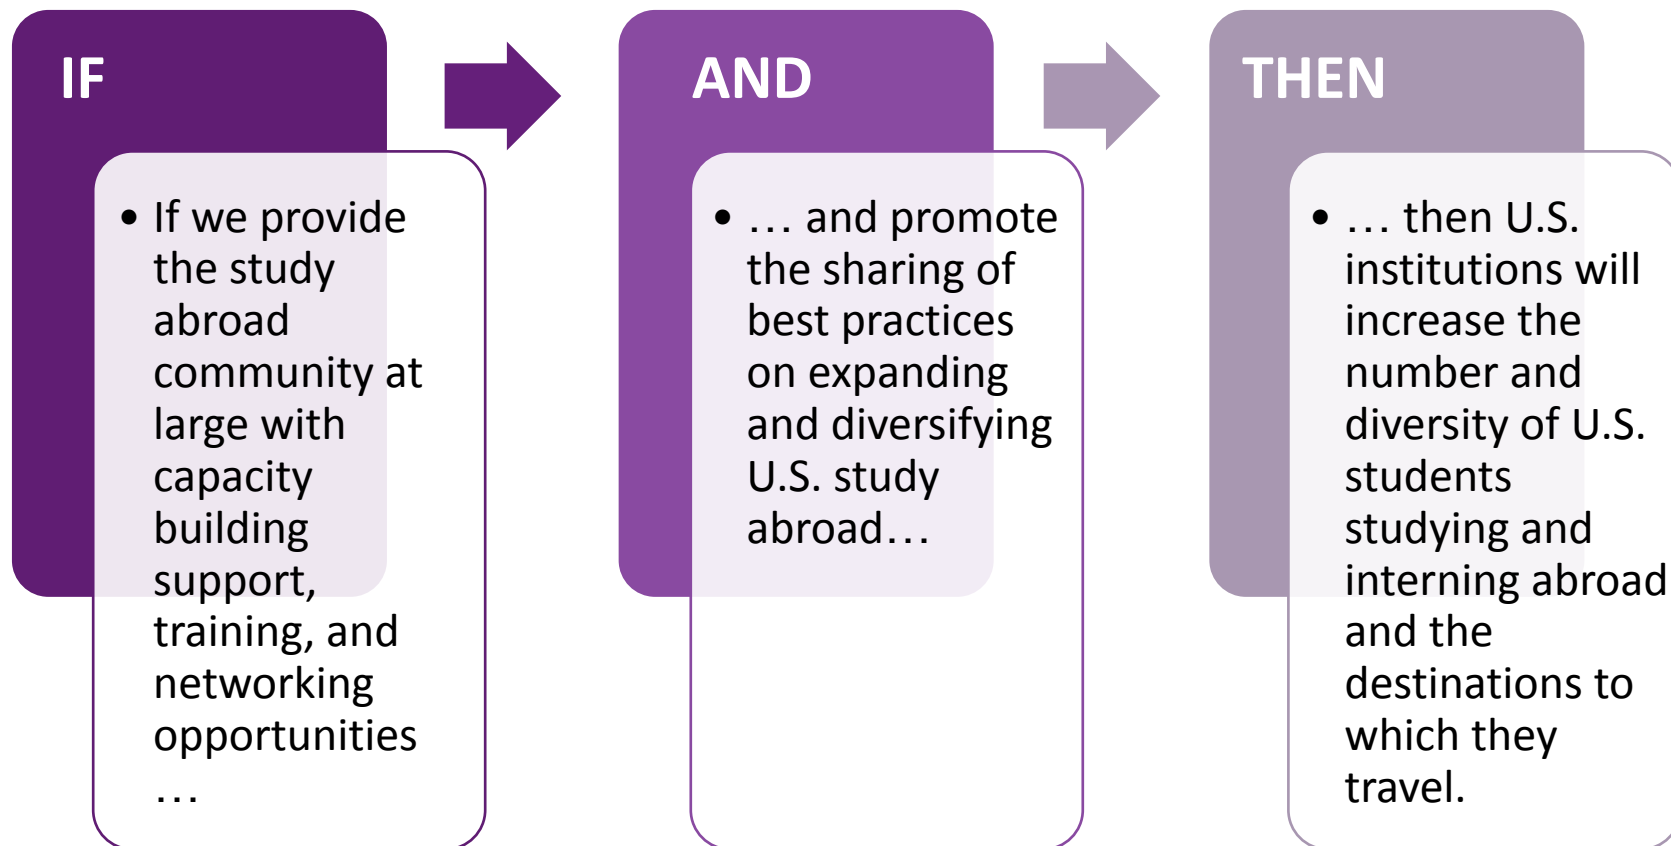 IF
• If we provide
the study
abroad
community at
large with
capacity
building
support,
training, and
networking
opportunities
…
AND
• … and promote
the sharing of
best practices
on expanding
and diversifying
U.S. study
abroad…
THEN
• … then U.S.
institutions will
increase the
number and
diversity of U.S.
students
studying and
interning abroad
and the
destinations to
which they
travel.